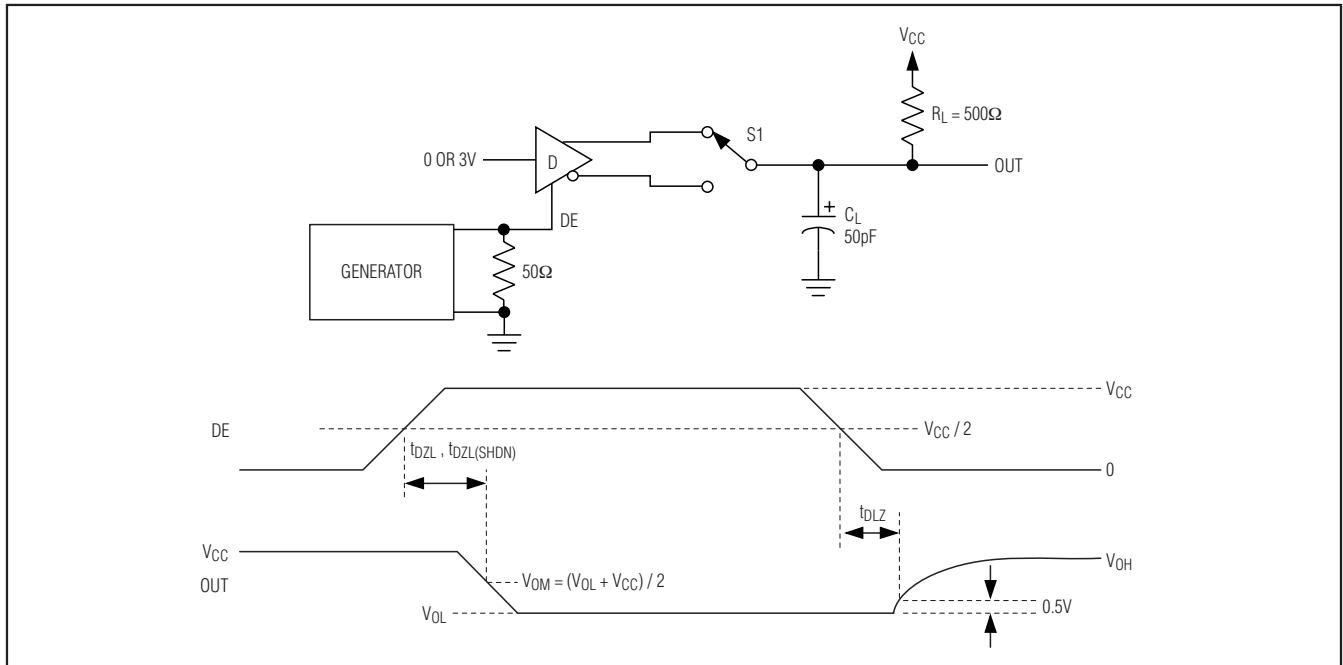 VCC
RL = 500Ω
S1
0 OR 3V
D
OUT
DE
+
CL
50pF
GENERATOR
50Ω
VCC
DE
VCC / 2
tDZL , tDZL(SHDN)
0
tDLZ
VCC
VOH
OUT
VOM = (VOL + VCC) / 2
0.5V
VOL